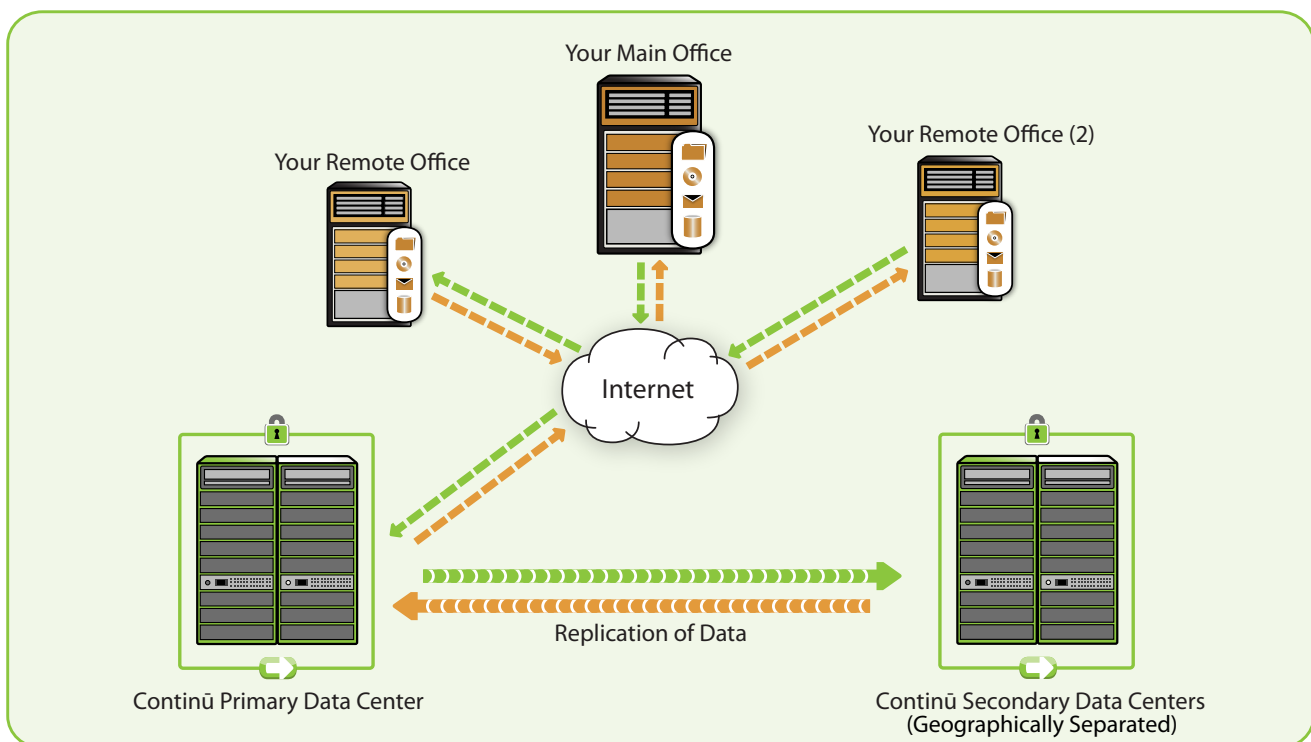 Your Main Office
Your Remote Office
Your Remote Office (2)
Internet
Replication of Data
Continū Primary Data Center
Continū Secondary Data Centers
(Geographically Separated)